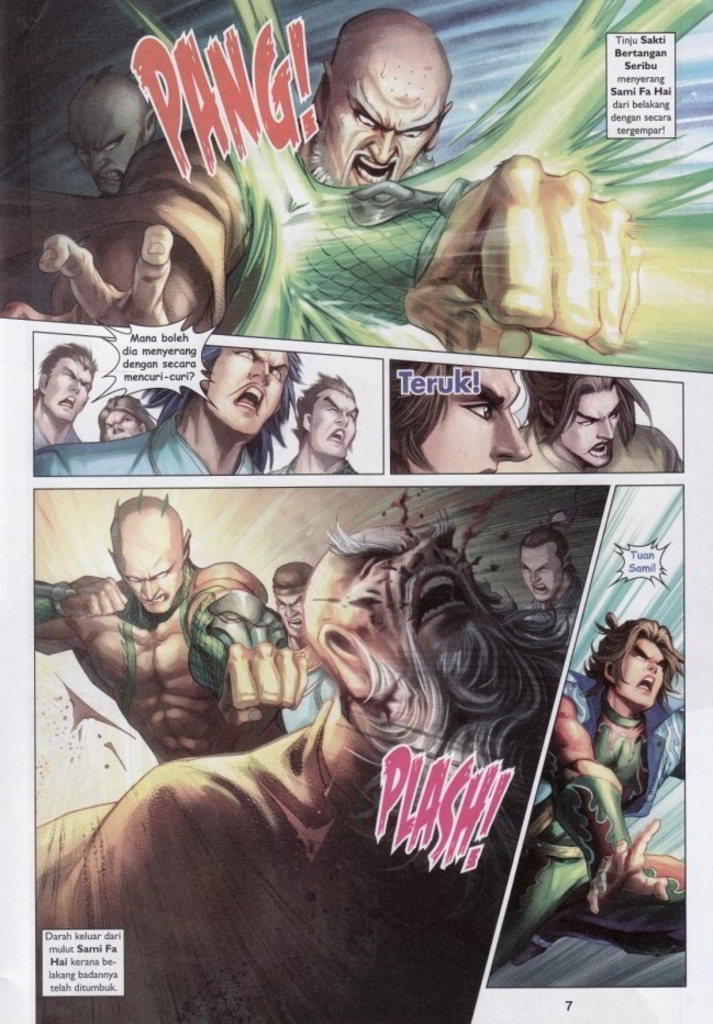 PANG!
Tinju Sakti
Bertangan
Seribu
menyerang
Sami Fa Hai
dari belakang
dengan secara
tergempar!
Mana boleh
dia menyerang
dengan secara
mencuri-curi?
Teruk!
Tuan
Sami!
PLASH!
Darah keluar dari
mulut Sami Fa
Hai kerana be-
lakang badannya
telah ditumbuk.
7